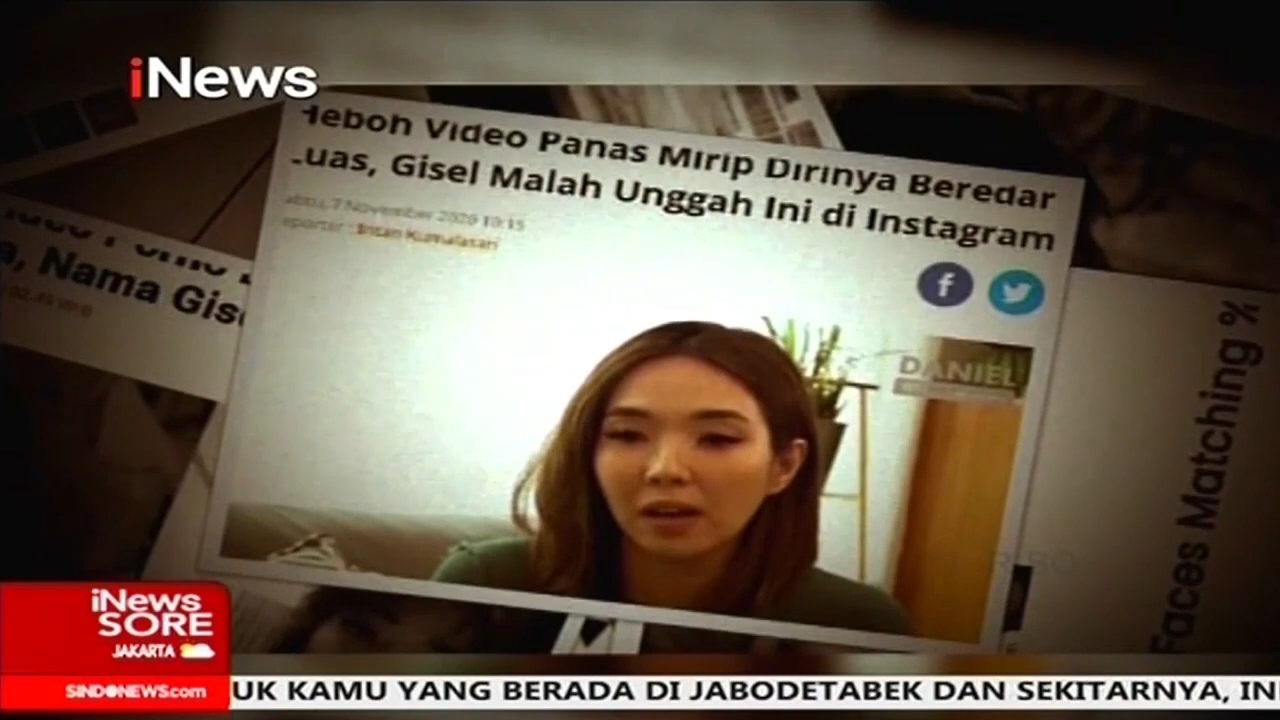 iNews
Heboh Video Panas Mirip Dirinya Beredar
Luas, Gisel Malah Unggah Ini di Instagram
7 November 2020 10:15
Intan Kumalasari
a, Nama Gise
DANIEL
Faces Matching %
iNews
SORE
JAKARTA
SINDONEWS.com
UK KAMU YANG BERADA DI JABODETABEK DAN SEKITARNYA, IN